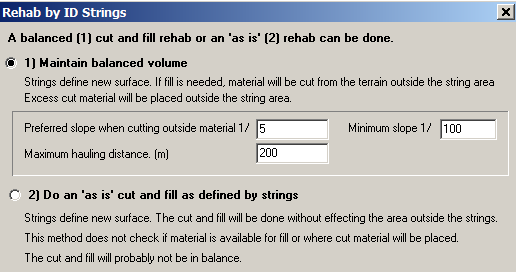 Rehab by ID Strings
A balanced (1) cut and fill rehab or an 'as is' (2) rehab can be done.
1) Maintain balanced volume
Strings define new surface. If fill is needed, material will be cut from the terrain outside the string area
Excess cut material will be placed outside the string area.
Preferred slope when cutting outside material 1/ 5 Minimum slope 1/ 100
Maximum hauling distance. (m) 200
2) Do an 'as is' cut and fill as defined by strings
Strings define new surface. The cut and fill will be done without effecting the area outside the strings.
This method does not check if material is available for fill or where cut material will be placed.
The cut and fill will probably not be in balance.